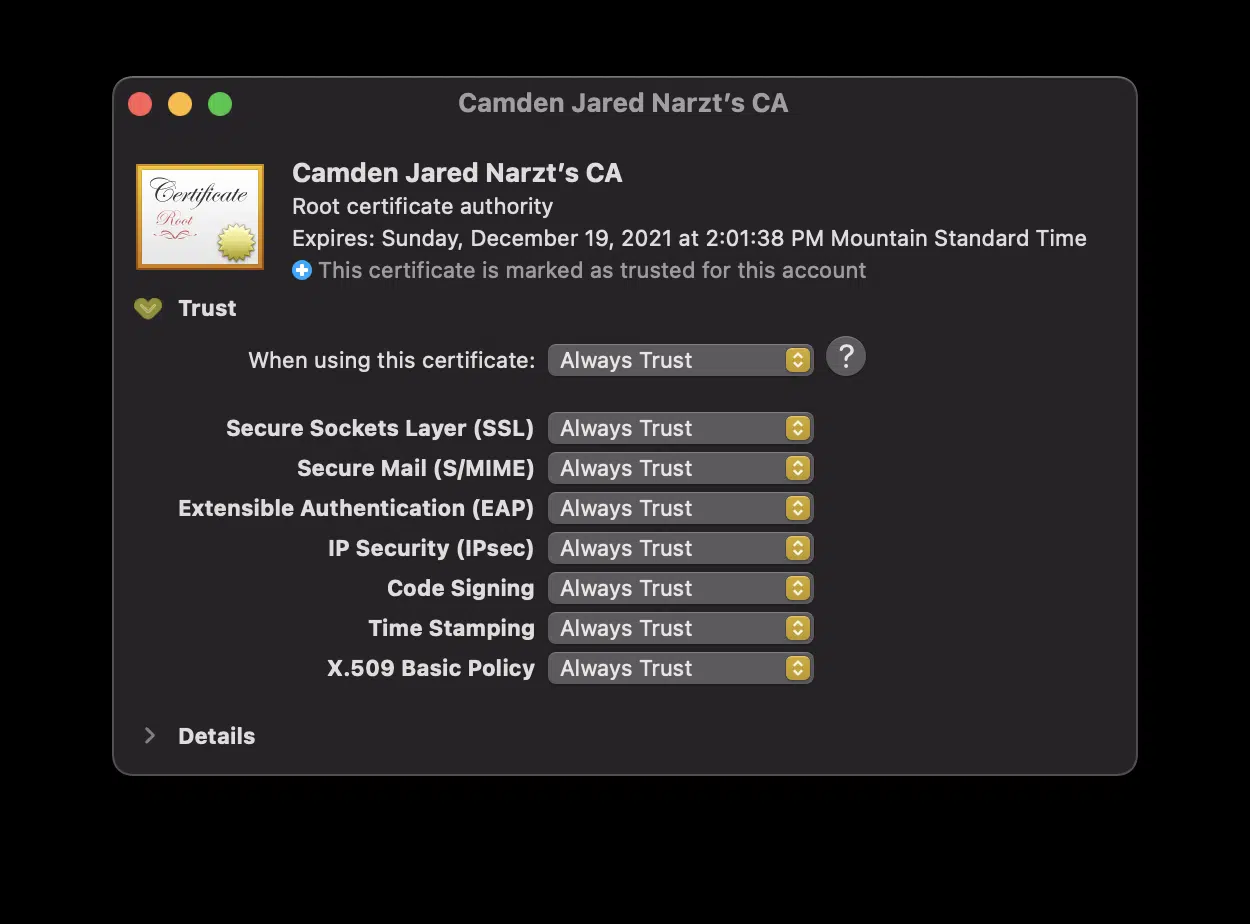 Camden Jared Narzt’s CA
Certificate
Root
Camden Jared Narzt’s CA
Root certificate authority
Expires: Sunday, December 19, 2021 at 2:01:38 PM Mountain Standard Time
This certificate is marked as trusted for this account
Trust
When using this certificate: Always Trust ?
Secure Sockets Layer (SSL) Always Trust
Secure Mail (S/MIME) Always Trust
Extensible Authentication (EAP) Always Trust
IP Security (IPsec) Always Trust
Code Signing Always Trust
Time Stamping Always Trust
X.509 Basic Policy Always Trust
Details